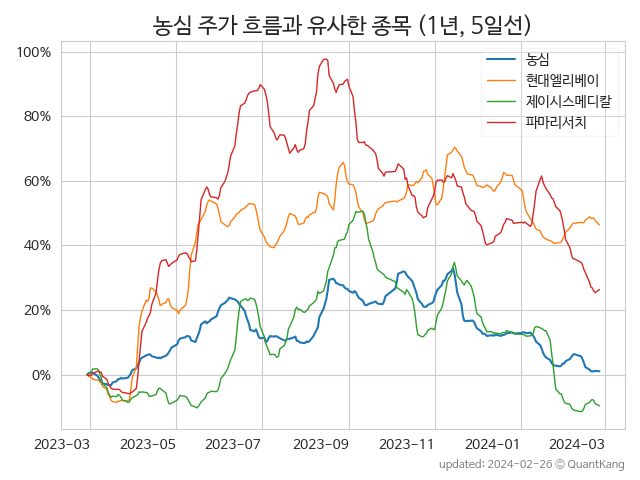 농심 주가 흐름과 유사한 종목 (1년, 5일선)
농심
현대엘리베이
제이시스메디칼
파마리서치
100%
80%
60%
40%
20%
0%
2023-03 2023-05 2023-07 2023-09 2023-11 2024-01 2024-03
updated: 2024-02-26 © QuantKang